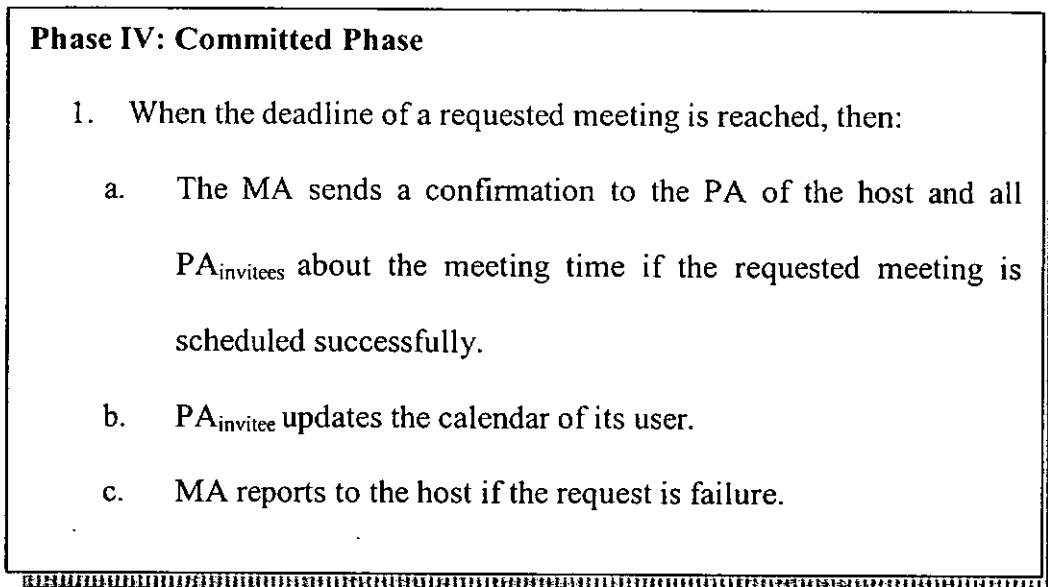 Phase IV: Committed Phase
1. When the deadline of a requested meeting is reached, then:
a. The MA sends a confirmation to the PA of the host and all
PAinvitees about the meeting time if the requested meeting is
scheduled successfully.
b. PAinvitee updates the calendar of its user.
c. MA reports to the host if the request is failure.